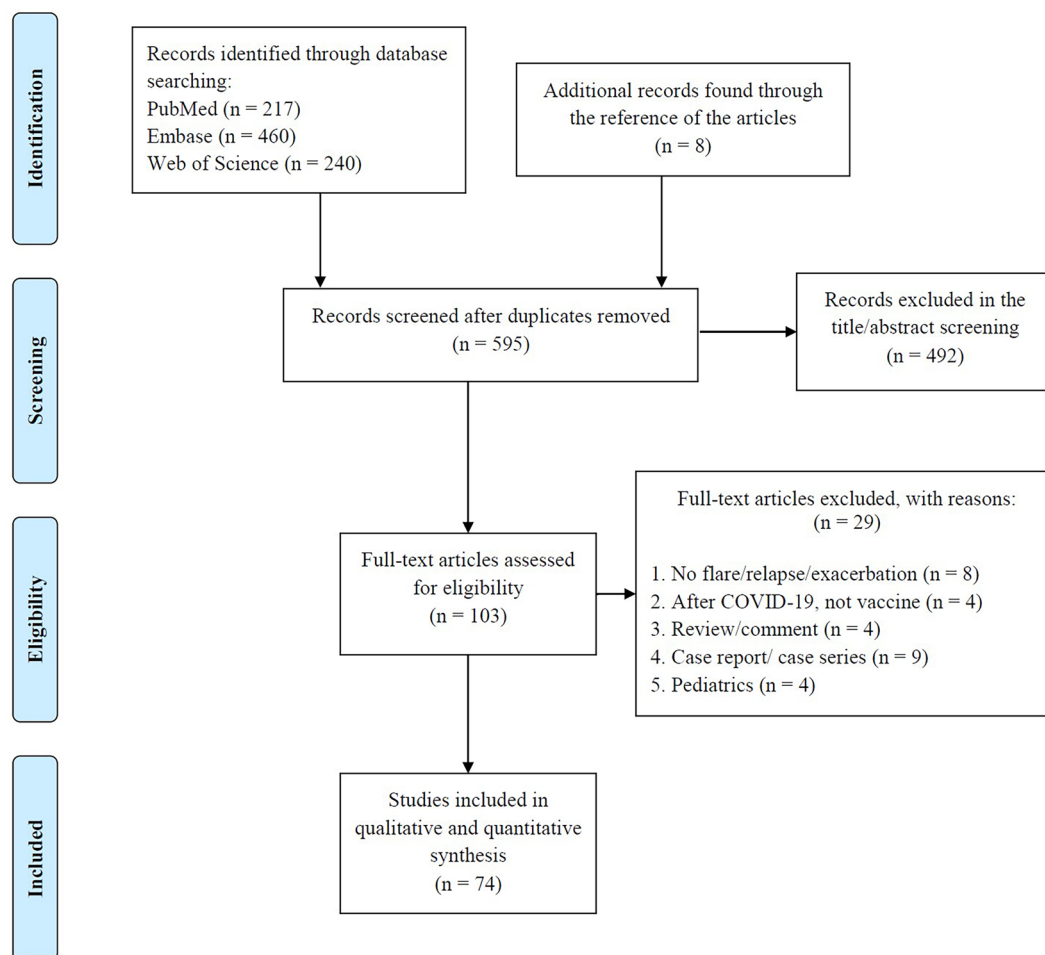 Identification
Records identified through database
searching:
PubMed (n = 217)
Embase (n = 460)
Web of Science (n = 240)
Additional records found through
the reference of the articles
(n = 8)
Screening
Records screened after duplicates removed
(n = 595)
Records excluded in the
title/abstract screening
(n = 492)
Eligibility
Full-text articles assessed
for eligibility
(n = 103)
Full-text articles excluded, with reasons:
(n = 29)
1. No flare/relapse/exacerbation (n = 8)
2. After COVID-19, not vaccine (n = 4)
3. Review/comment (n = 4)
4. Case report/ case series (n = 9)
5. Pediatrics (n = 4)
Included
Studies included in
qualitative and quantitative
synthesis
(n = 74)